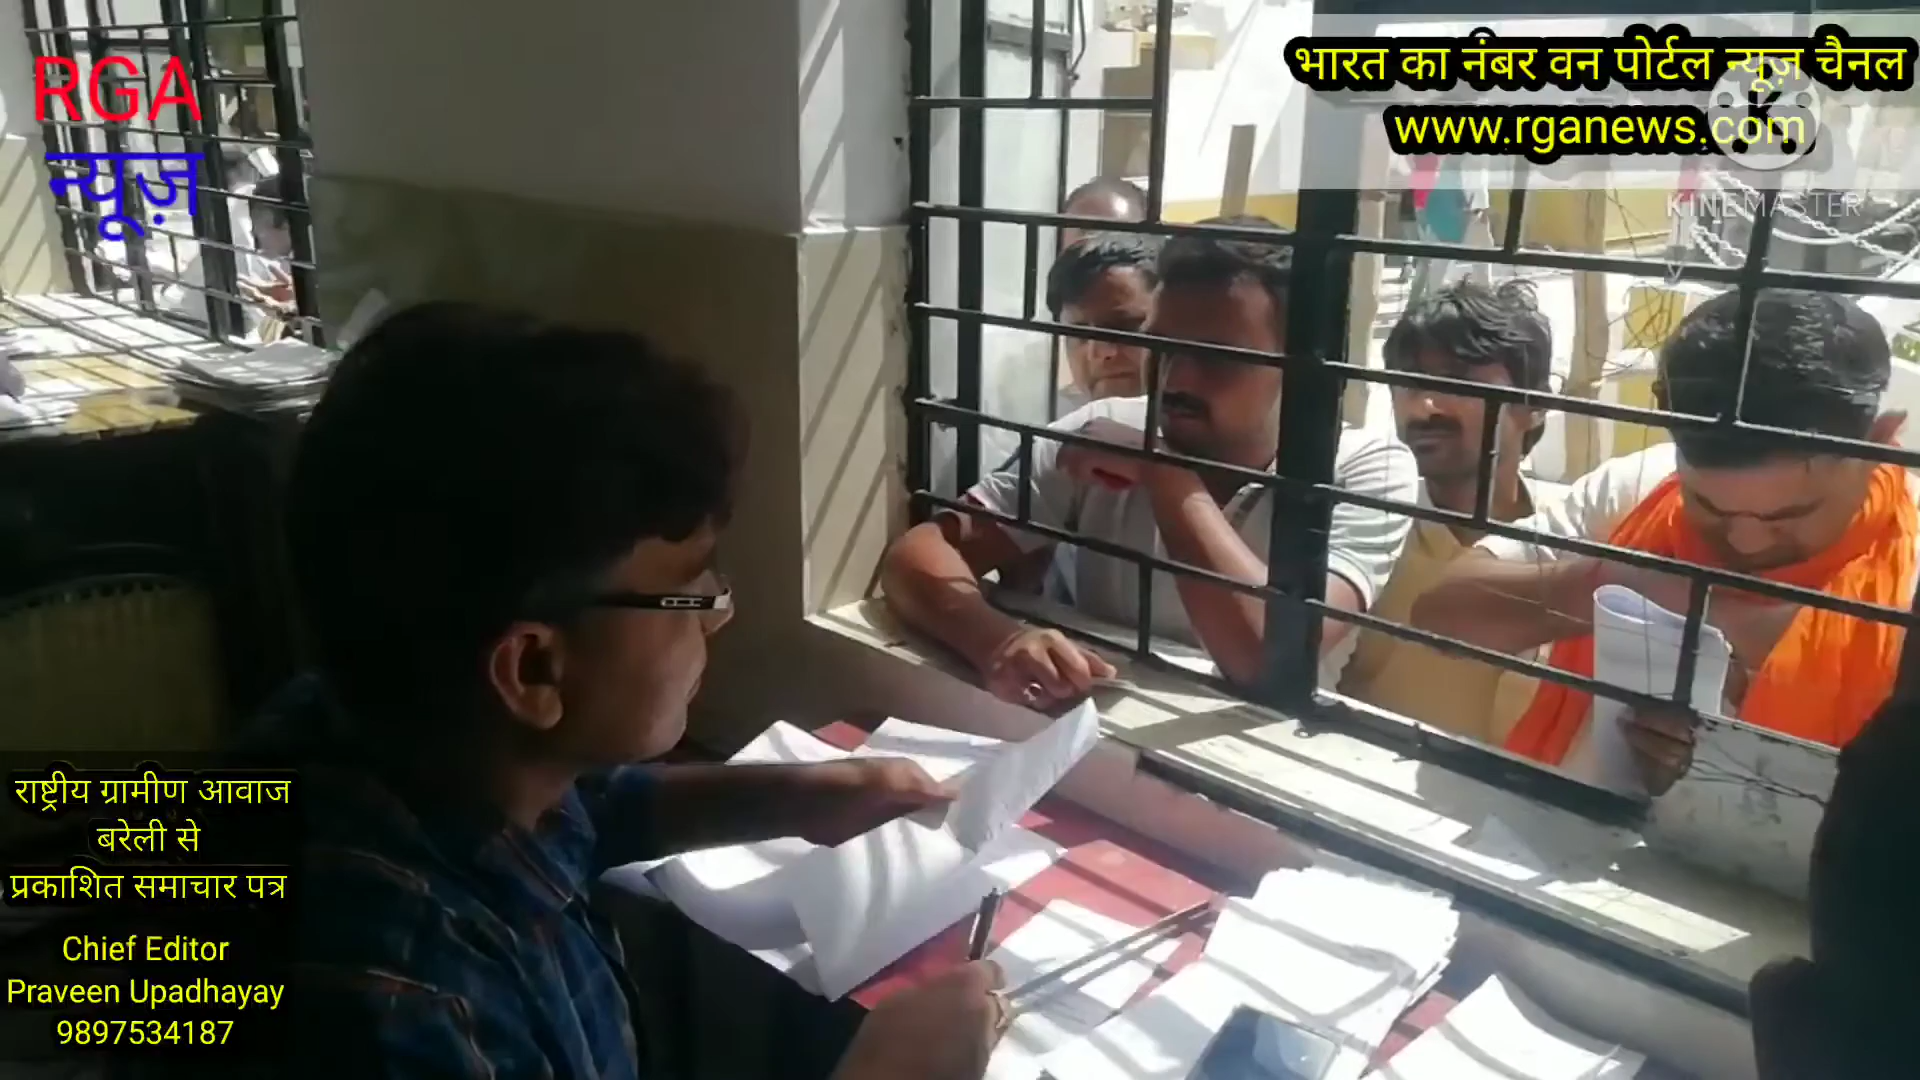 RGA
न्यूज़
भारत का नंबर वन पोर्टल न्यूज़ चैनल
www.rganews.com
K
KINEMASTER
राष्ट्रीय ग्रामीण आवाज
बरेली से
प्रकाशित समाचार पत्र
Chief Editor
Praveen Upadhayay
9897534187